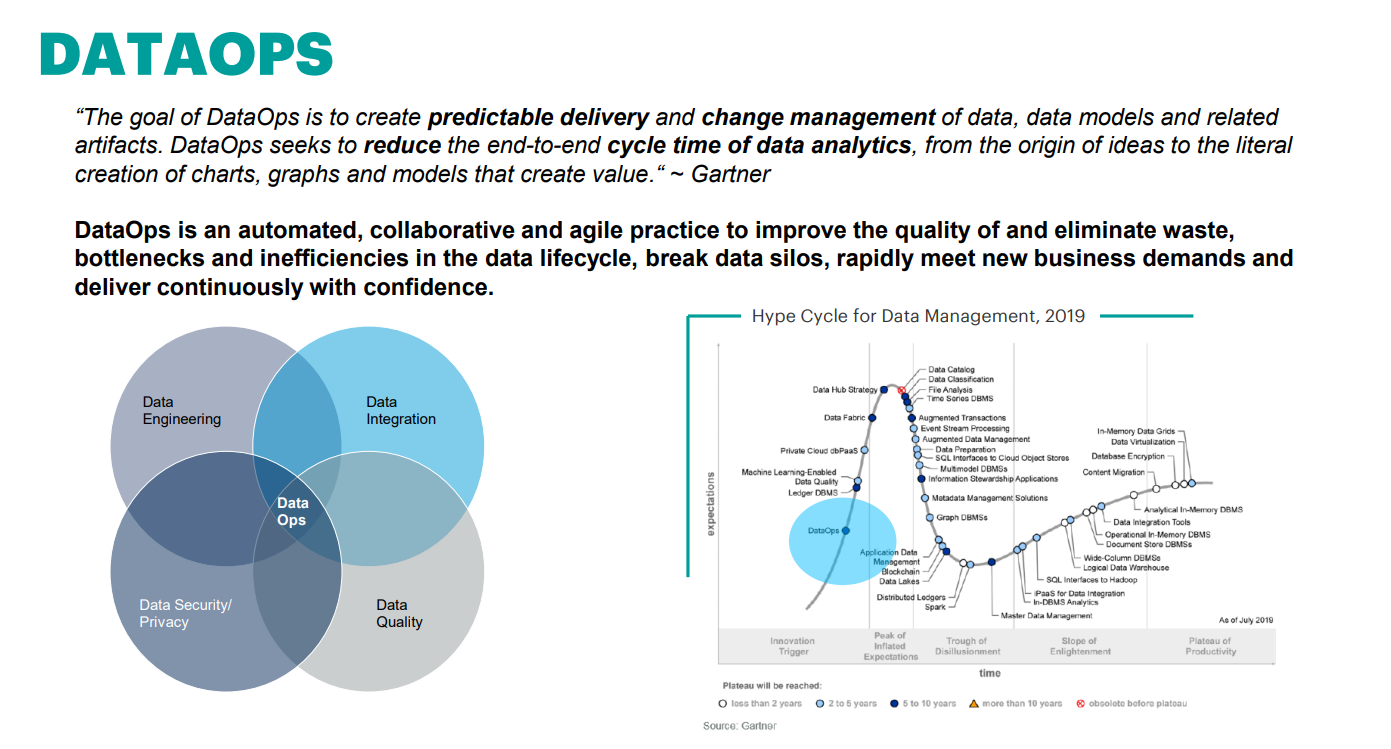 DATAOPS
“The goal of DataOps is to create predictable delivery and change management of data, data models and related
artifacts. DataOps seeks to reduce the end-to-end cycle time of data analytics, from the origin of ideas to the literal
creation of charts, graphs and models that create value.“ ~ Gartner
DataOps is an automated, collaborative and agile practice to improve the quality of and eliminate waste,
bottlenecks and inefficiencies in the data lifecycle, break data silos, rapidly meet new business demands and
deliver continuously with confidence.
Data
Engineering
Data
Integration
Data
Ops
Data Security/
Privacy
Data
Quality
Hype Cycle for Data Management, 2019
expectations
Data Hub Strategy
Data Fabric
Private Cloud dbPaaS
Machine Learning-Enabled
Data Quality
Ledger DBMS
DataOps
Data Catalog
Data Classification
File Analysis
Time Series DBMS
Augmented Transactions
Event Stream Processing
Augmented Data Management
Data Preparation
SQL Interfaces to Cloud Object Stores
Multimodel DBMSs
Information Stewardship Applications
Metadata Management Solutions
Graph DBMSs
Application Data
Management
Blockchain
Data Lakes
Distributed Ledgers
Spark
Master Data Management
In-DBMS Analytics
iPaaS for Data Integration
SQL Interfaces to Hadoop
Logical Data Warehouse
Wide-Column DBMSs
Document Store DBMSs
Operational In-Memory DBMS
Data Integration Tools
Analytical In-Memory DBMS
Content Migration
Database Encryption
Data Virtualization
In-Memory Data Grids
As of July 2019
Innovation
Trigger
Peak of
Inflated
Expectations
Trough of
Disillusionment
Slope of
Enlightenment
Plateau of
Productivity
time
Plateau will be reached:
less than 2 years
2 to 5 years
5 to 10 years
more than 10 years
obsolete before plateau
Source: Gartner